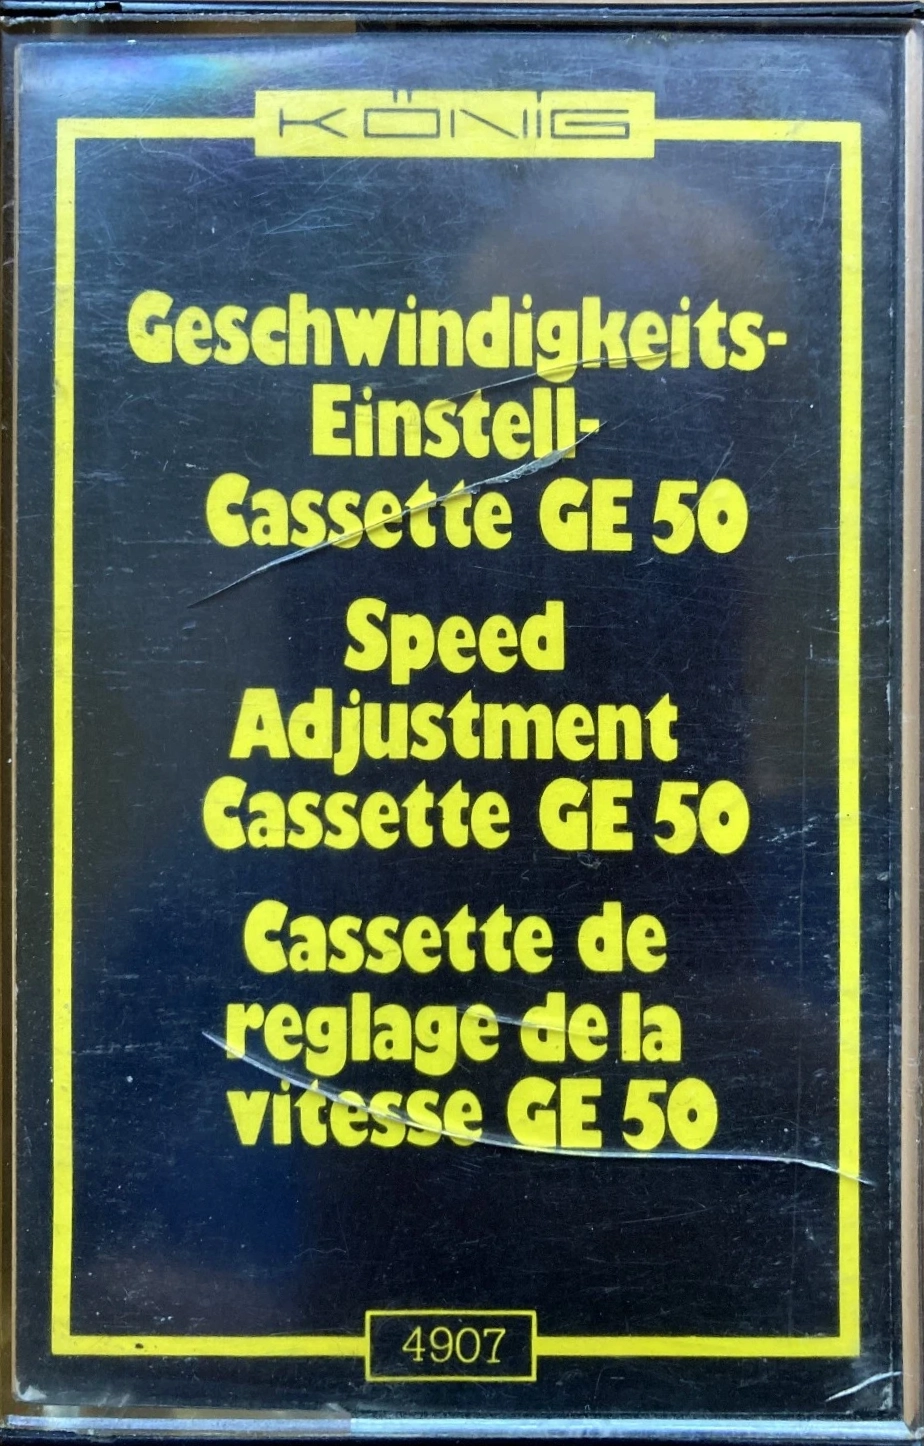 KÖNIG
Geschwindigkeits-
Einstell-
Cassette GE 50
Speed
Adjustment
Cassette GE 50
Cassette de
reglage de la
vitesse GE 50
4907